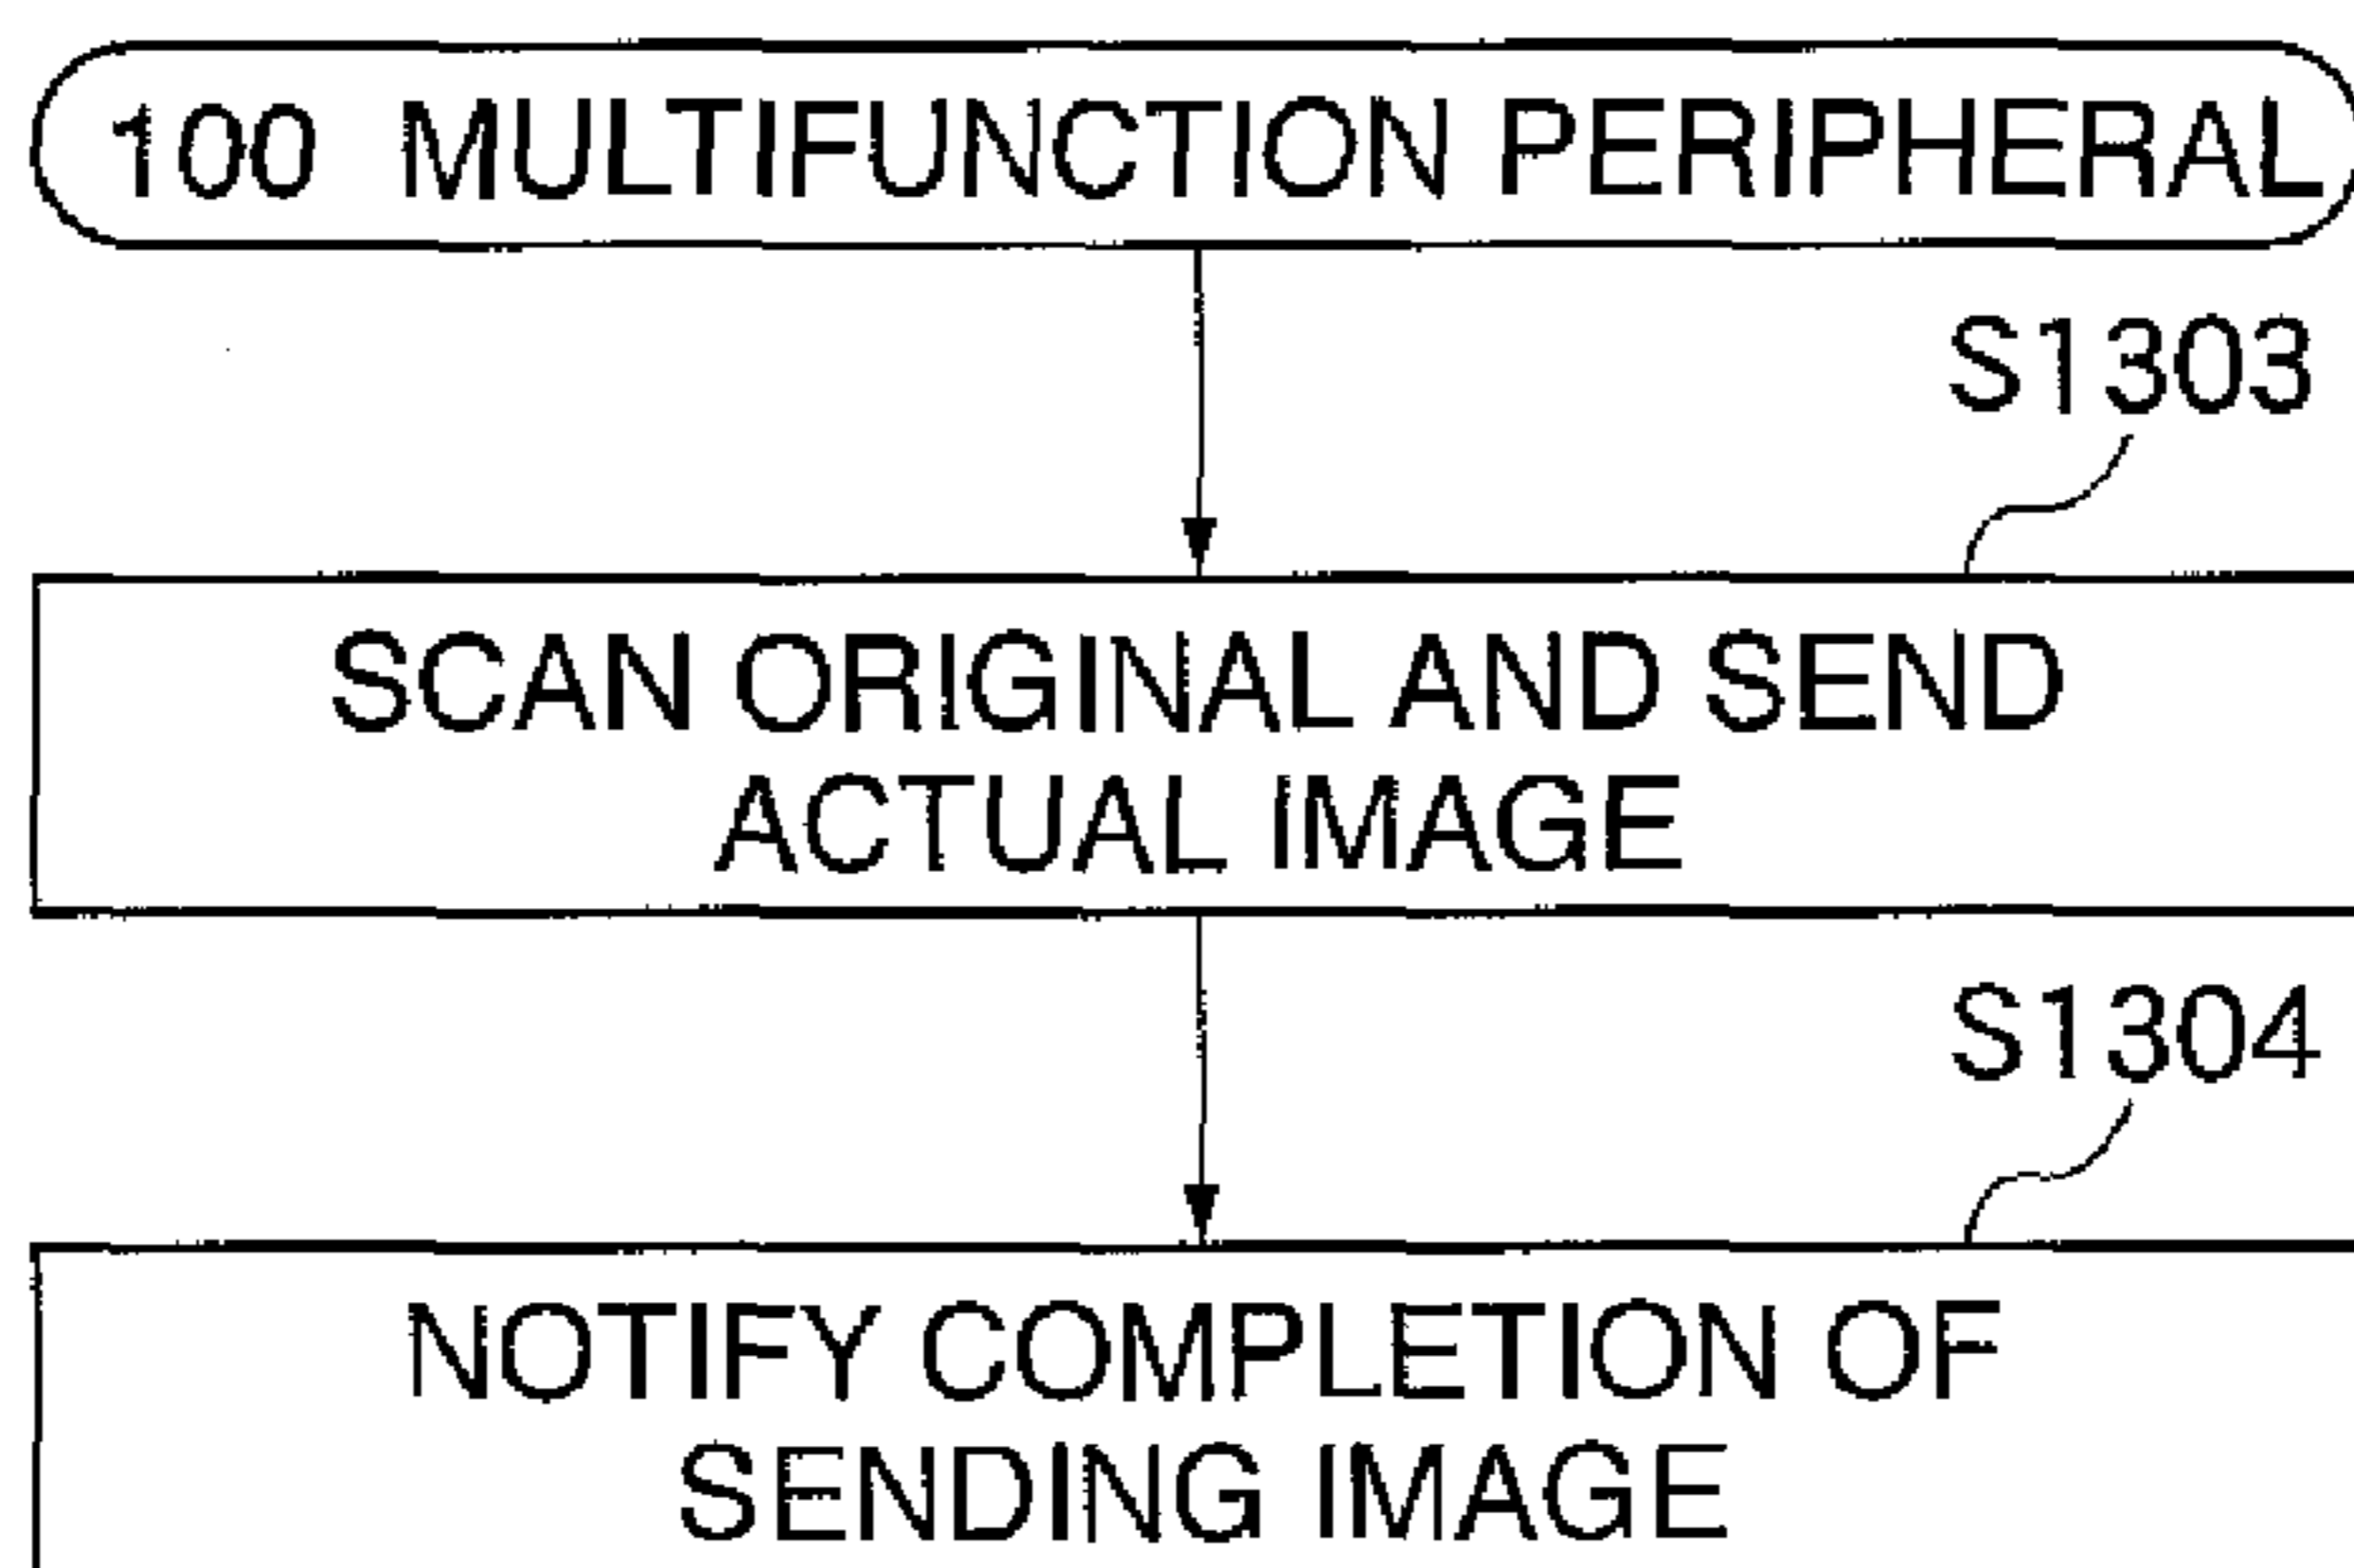 100 MULTIFUNCTION PERIPHERAL
S1303
SCAN ORIGINAL AND SEND
ACTUAL IMAGE
S1304
NOTIFY COMPLETION OF
SENDING IMAGE